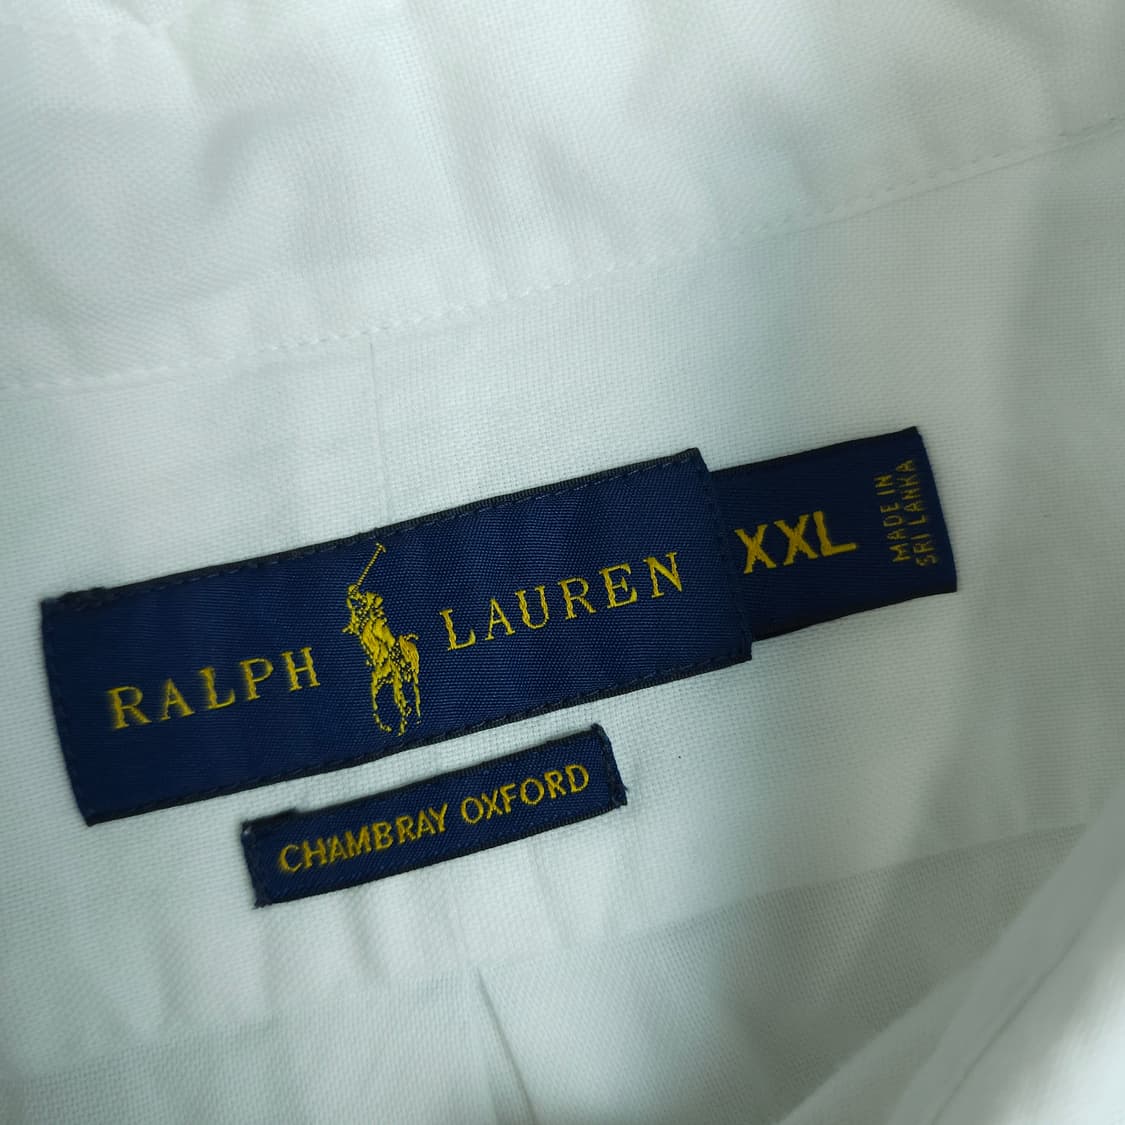 RALPH LAUREN
XXL
MADE IN
SRI LANKA
CHAMBRAY OXFORD